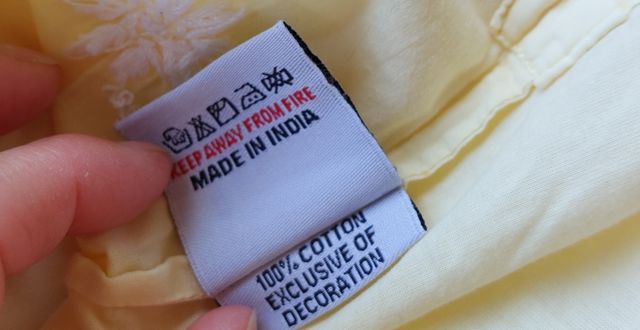 KEEP AWAY FROM FIRE
MADE IN INDIA
100% COTTON
EXCLUSIVE OF
DECORATION